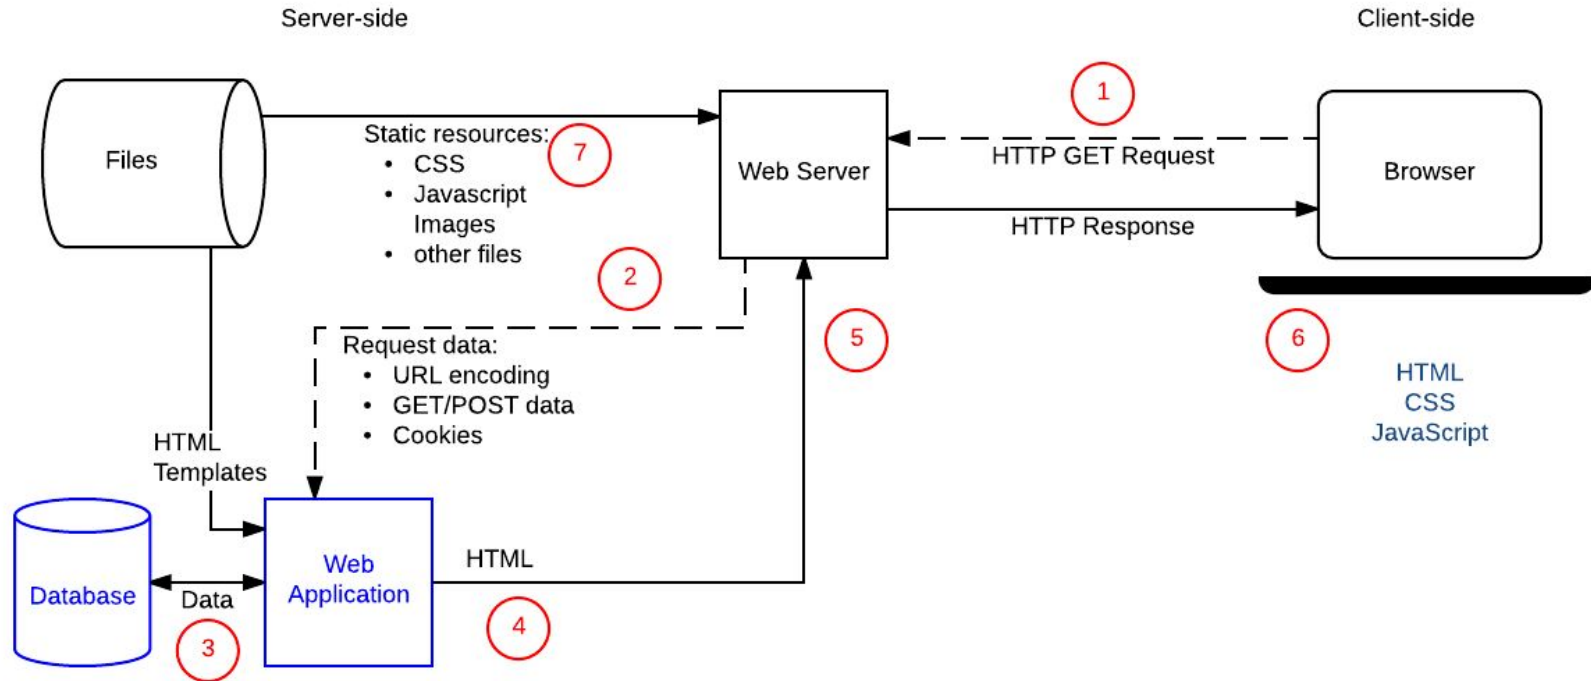 Server-side
Client-side
Files
Static resources:
• CSS
• Javascript
Images
• other files
7
Web Server
1
HTTP GET Request
HTTP Response
Browser
2
Request data:
• URL encoding
• GET/POST data
• Cookies
5
6
HTML
CSS
JavaScript
HTML
Templates
Database
Data
3
Web
Application
HTML
4